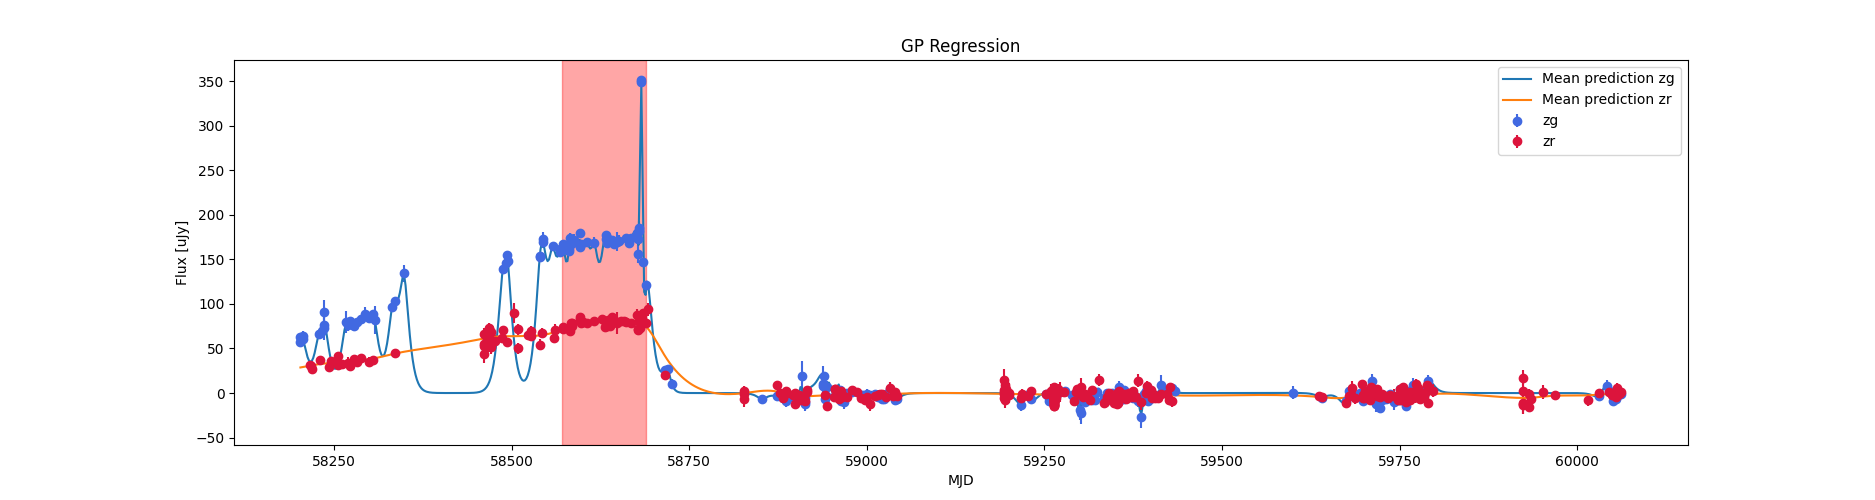 GP Regression
Flux [uJy]
350
300
250
200
150
100
50
0
−50
58250
58500
58750
59000
59250
59500
59750
60000
MJD
Mean prediction zg
Mean prediction zr
zg
zr